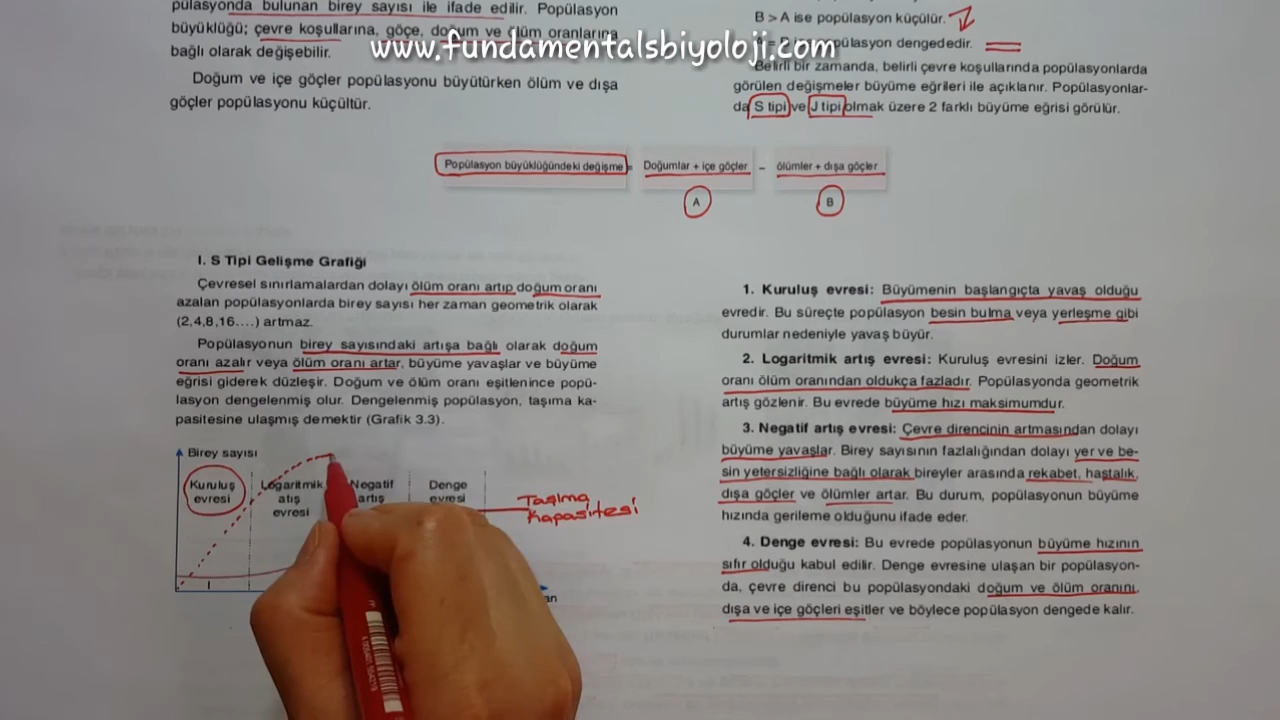 pülasyonda bulunan birey sayısı ile ifade edilir. Popülasyon
büyüklüğü; çevre koşullarına, göçe, doğum ve ölüm oranlarına
bağlı olarak değişebilir.
Doğum ve içe göçler popülasyonu büyütürken ölüm ve dışa
göçler popülasyonu küçültür.
www.fundamentalsbiyoloji.com
B > A ise popülasyon küçülür.
popülasyon dengededir.
Belirli bir zamanda, belirli çevre koşullarında popülasyonlarda
görülen değişmeler büyüme eğrileri ile açıklanır. Popülasyonlar-
da S tipi ve J tipi olmak üzere 2 farklı büyüme eğrisi görülür.
Popülasyon büyüklüğündeki değişme = Doğumlar + içe göçler – ölümler + dışa göçler
A B
I. S Tipi Gelişme Grafiği
Çevresel sınırlamalardan dolayı ölüm oranı artıp doğum oranı
azalan popülasyonlarda birey sayısı her zaman geometrik olarak
(2,4,8,16....) artmaz.
Popülasyonun birey sayısındaki artışa bağlı olarak doğum
oranı azalır veya ölüm oranı artar, büyüme yavaşlar ve büyüme
eğrisi giderek düzleşir. Doğum ve ölüm oranı eşitlenince popü-
lasyon dengelenmiş olur. Dengelenmiş popülasyon, taşıma ka-
pasitesine ulaşmış demektir (Grafik 3.3).
Birey sayısı
Kuruluş
evresi
Logaritmik
atış
evresi
Negatif
artış
Denge
evresi
I
Taşıma
Kapasitesi
1. Kuruluş evresi: Büyümenin başlangıçta yavaş olduğu
evredir. Bu süreçte popülasyon besin bulma veya yerleşme gibi
durumlar nedeniyle yavaş büyür.
2. Logaritmik artış evresi: Kuruluş evresini izler. Doğum
oranı ölüm oranından oldukça fazladır. Popülasyonda geometrik
artış gözlenir. Bu evrede büyüme hızı maksimumdur.
3. Negatif artış evresi: Çevre direncinin artmasından dolayı
büyüme yavaşlar. Birey sayısının fazlalığından dolayı yer ve be-
sin yetersizliğine bağlı olarak bireyler arasında rekabet, hastalık,
dışa göçler ve ölümler artar. Bu durum, popülasyonun büyüme
hızında gerileme olduğunu ifade eder.
4. Denge evresi: Bu evrede popülasyonun büyüme hızının
sıfır olduğu kabul edilir. Denge evresine ulaşan bir popülasyon-
da, çevre direnci bu popülasyondaki doğum ve ölüm oranını,
dışa ve içe göçleri eşitler ve böylece popülasyon dengede kalır.